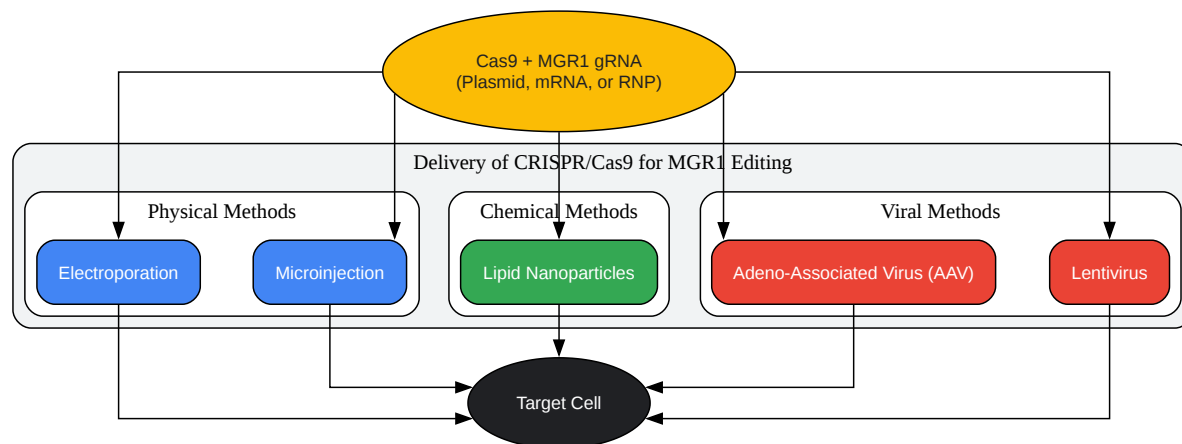 Cas9 + MGR1 gRNA
(Plasmid, mRNA, or RNP)
Delivery of CRISPR/Cas9 for MGR1 Editing
Physical Methods
Chemical Methods
Viral Methods
Electroporation
Microinjection
Lipid Nanoparticles
Adeno-Associated Virus (AAV)
Lentivirus
Target Cell